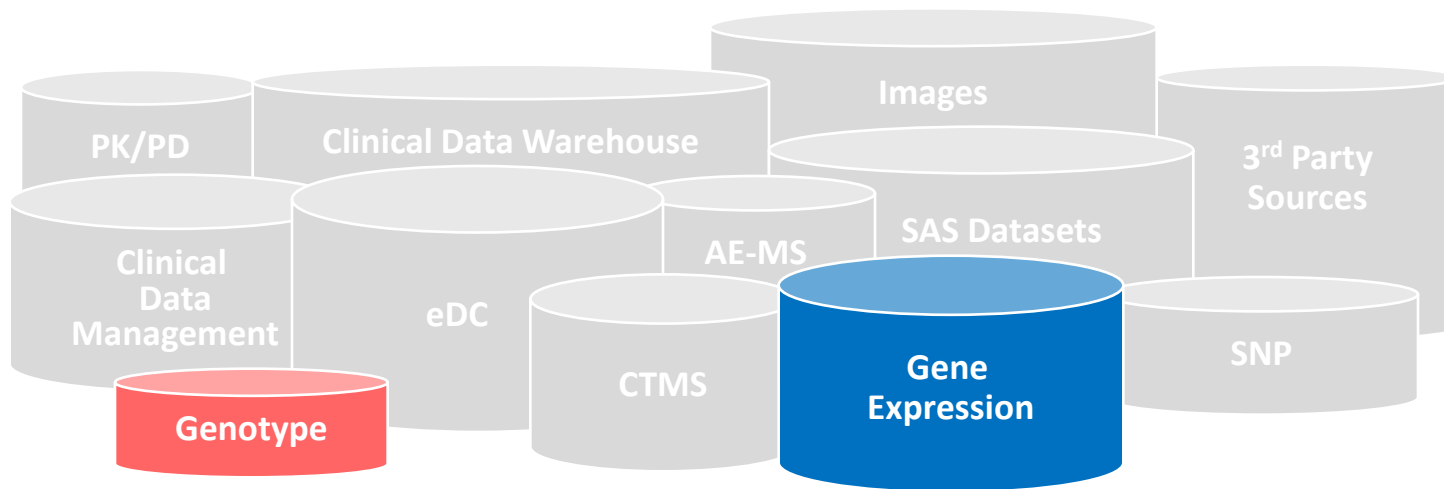 Images
PK/PD
Clinical Data Warehouse
3rd Party
Sources
AE-MS
SAS Datasets
Clinical
Data
Management
eDC
CTMS
Gene
Expression
SNP
Genotype